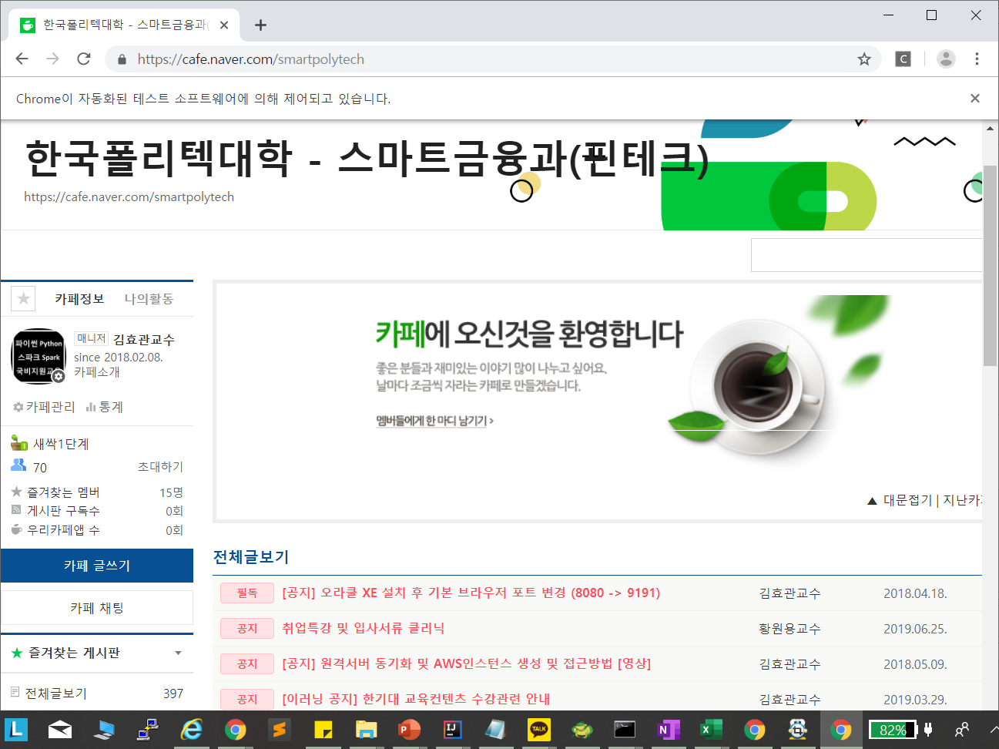 한국폴리텍대학 - 스마트금융과(
https://cafe.naver.com/smartpolytech
C
Chrome이 자동화된 테스트 소프트웨어에 의해 제어되고 있습니다.
한국폴리텍대학 - 스마트금융과(핀테크)
https://cafe.naver.com/smartpolytech
카페정보 나의활동
파이썬 Python
스파크 Spark
국비지원교
매니저 김효관교수
since 2018.02.08.
카페소개
카페관리 통계
새싹1단계
70 초대하기
즐겨찾는 멤버 15명
게시판 구독수 0회
우리카페앱 수 0회
카페 글쓰기
카페 채팅
즐겨찾는 게시판
전체글보기 397
카페에 오신것을 환영합니다
좋은 분들과 재미있는 이야기 많이 나누고 싶어요.
날마다 조금씩 자라는 카페로 만들겠습니다.
멤버들에게 한 마디 남기기 >
▲ 대문접기 | 지난카
전체글보기
필독 [공지] 오라클 XE 설치 후 기본 브라우저 포트 변경 (8080 -> 9191) 김효관교수 2018.04.18.
공지 취업특강 및 입사서류 클리닉 황원용교수 2019.06.25.
공지 [공지] 원격서버 동기화 및 AWS인스턴스 생성 및 접근방법 [영상] 김효관교수 2018.05.09.
공지 [이러닝 공지] 한기대 교육컨텐츠 수강관련 안내 김효관교수 2019.03.29.
L
TALK
82%